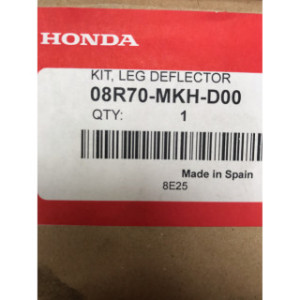 HONDA
KIT, LEG DEFLECTOR
08R70-MKH-D00
QTY: 1
Made in Spain
8E25